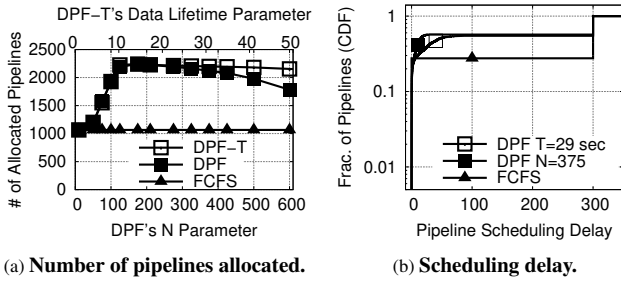 DPF-T's Data Lifetime Parameter
0 10 20 30 40 50
# of Allocated Pipelines
2500
2000
1500
1000
500
0
DPF-T
DPF
FCFS
0 100 200 300 400 500 600
DPF's N Parameter
(a) Number of pipelines allocated.
Frac. of Pipelines (CDF)
1
0.1
0.01
DPF T=29 sec
DPF N=375
FCFS
0 100 200 300
Pipeline Scheduling Delay
(b) Scheduling delay.